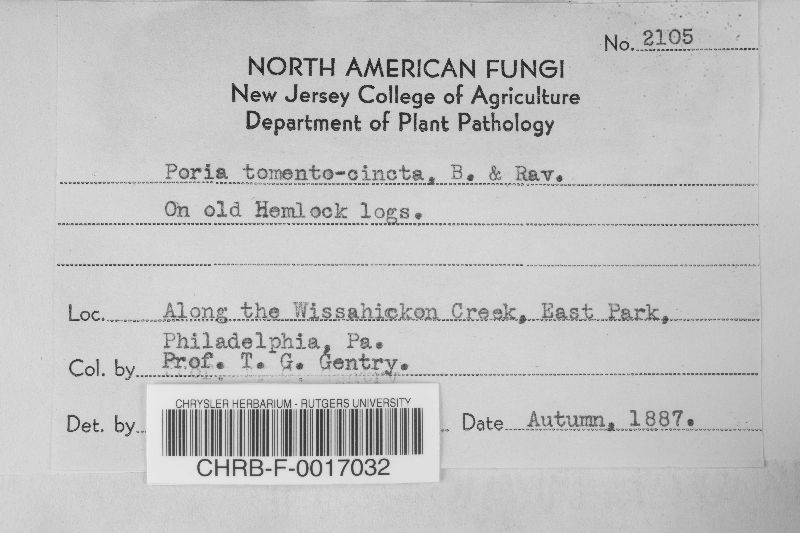 No. 2105
NORTH AMERICAN FUNGI
New Jersey College of Agriculture
Department of Plant Pathology
Poria tomento-cincta, B. & Rav.
On old Hemlock logs.
Loc. Along the Wissahickon Creek, East Park,
Philadelphia, Pa.
Col. by Prof. T. G. Gentry.
Det. by
Date Autumn, 1887.
CHRYSLER HERBARIUM - RUTGERS UNIVERSITY
CHRB-F-0017032